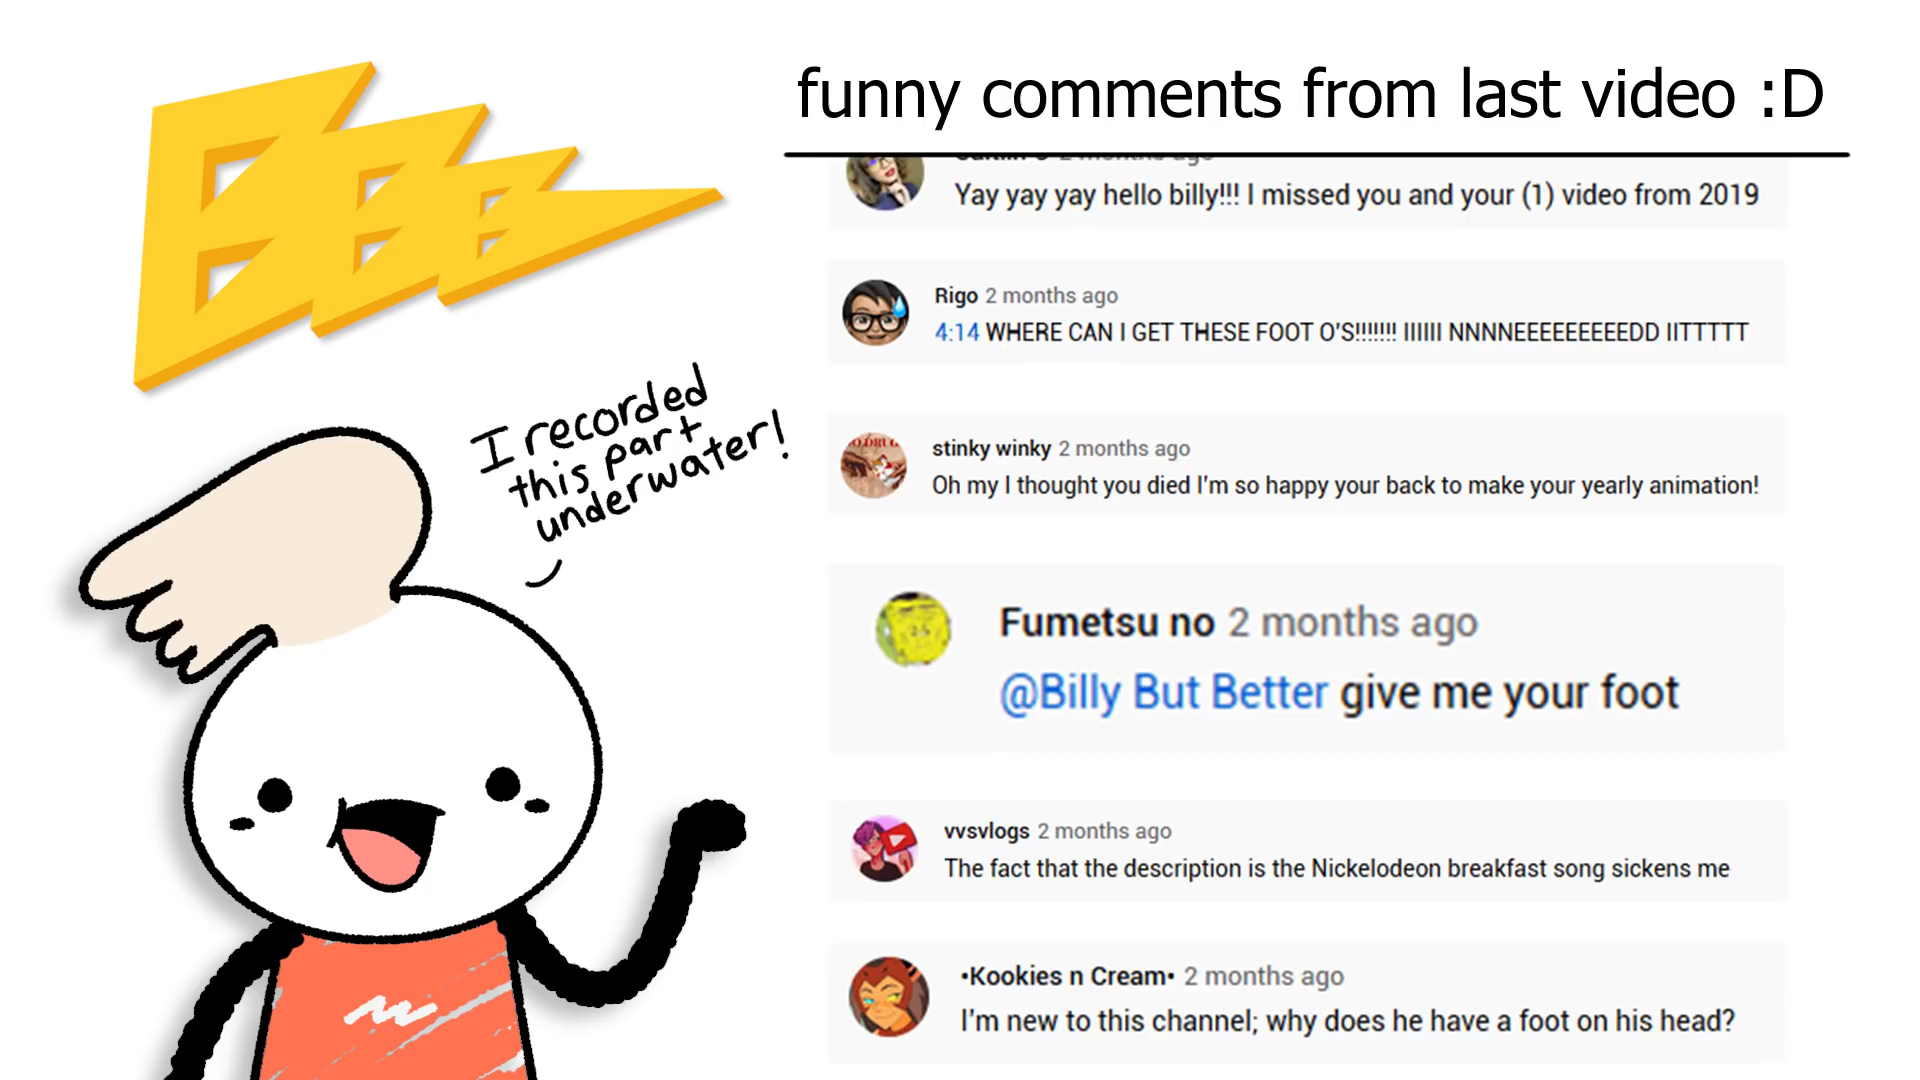 BBB
funny comments from last video :D
2 months ago
Yay yay yay hello billy!!! I missed you and your (1) video from 2019
Rigo 2 months ago
4:14 WHERE CAN I GET THESE FOOT O'S!!!!!!! IIIIII NNNNEEEEEEEEEDD IITTTTT
I recorded
this part
underwater!
stinky winky 2 months ago
Oh my I thought you died I'm so happy your back to make your yearly animation!
Fumetsu no 2 months ago
@Billy But Better give me your foot
vvsvlogs 2 months ago
The fact that the description is the Nickelodeon breakfast song sickens me
•Kookies n Cream• 2 months ago
I'm new to this channel; why does he have a foot on his head?